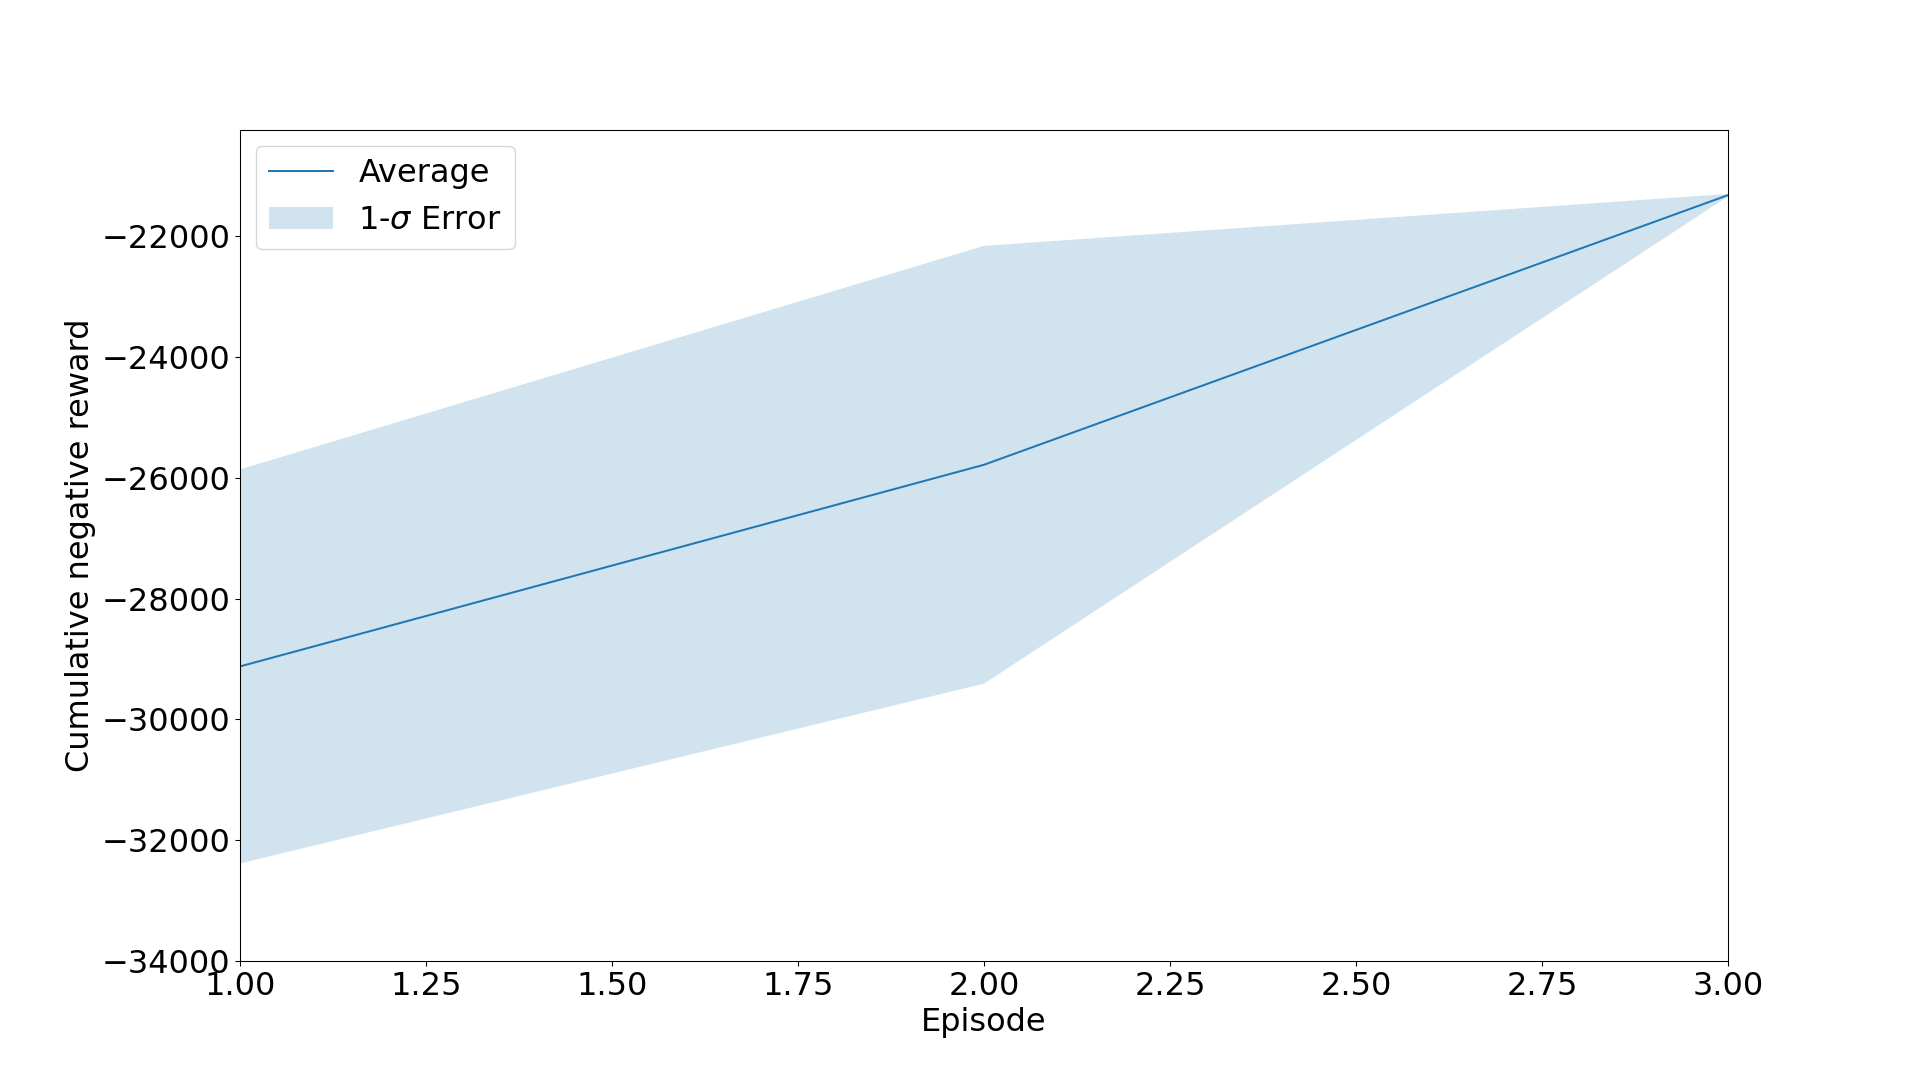 Average
1-σ Error
Cumulative negative reward
−22000
−24000
−26000
−28000
−30000
−32000
−34000
1.00 1.25 1.50 1.75 2.00 2.25 2.50 2.75 3.00
Episode